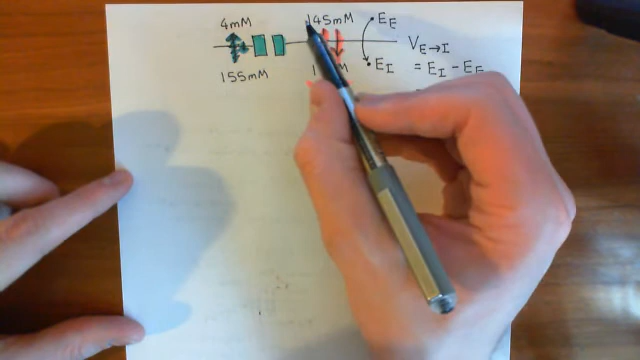 4mM 145mM E_E
V_E→I
155mM E_I = E_I - E_E